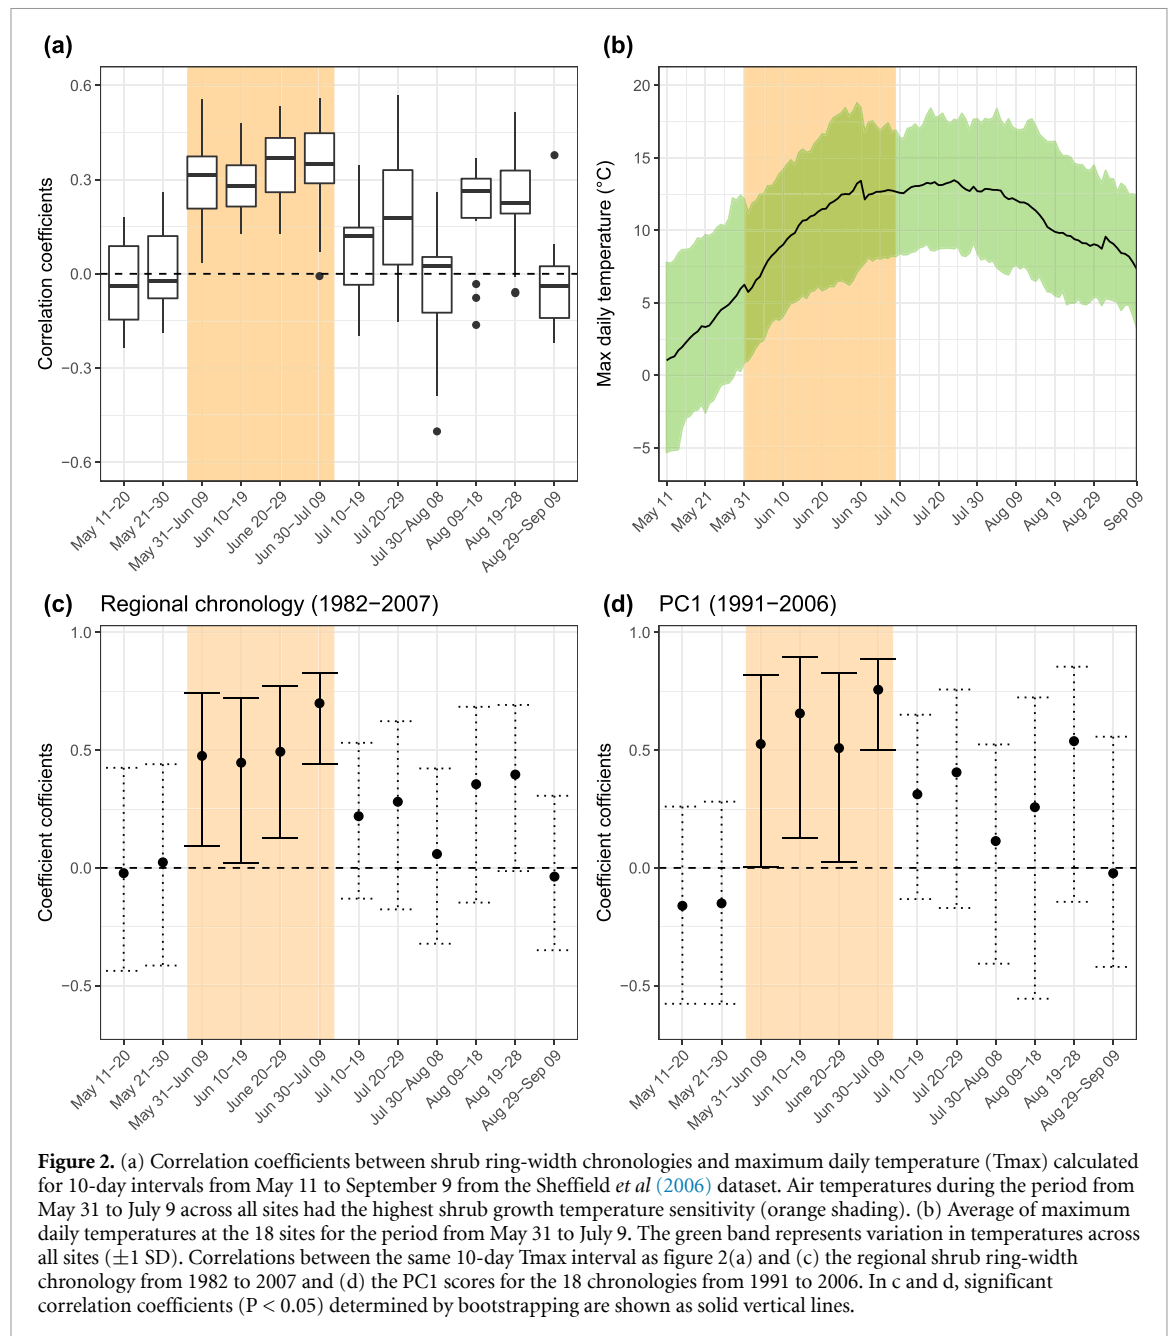 (a)
0.6
0.3
0.0
−0.3
−0.6
Correlation coefficients
May 11−20
May 21−30
May 31−Jun 09
Jun 10−19
June 20−29
Jun 30−Jul 09
Jul 10−19
Jul 20−29
Jul 30−Aug 08
Aug 09−18
Aug 19−28
Aug 29−Sep 09
(b)
20
15
10
5
0
−5
Max daily temperature (°C)
May 11
May 21
May 31
Jun 10
Jun 20
Jun 30
Jul 10
Jul 20
Jul 30
Aug 09
Aug 19
Aug 29
Sep 09
(c) Regional chronology (1982−2007)
1.0
0.5
0.0
−0.5
Coefficient cofficients
May 11−20
May 21−30
May 31−Jun 09
Jun 10−19
June 20−29
Jun 30−Jul 09
Jul 10−19
Jul 20−29
Jul 30−Aug 08
Aug 09−18
Aug 19−28
Aug 29−Sep 09
(d) PC1 (1991−2006)
1.0
0.5
0.0
−0.5
Coefficient cofficients
May 11−20
May 21−30
May 31−Jun 09
Jun 10−19
June 20−29
Jun 30−Jul 09
Jul 10−19
Jul 20−29
Jul 30−Aug 08
Aug 09−18
Aug 19−28
Aug 29−Sep 09
Figure 2. (a) Correlation coefficients between shrub ring-width chronologies and maximum daily temperature (Tmax) calculated
for 10-day intervals from May 11 to September 9 from the Sheffield et al (2006) dataset. Air temperatures during the period from
May 31 to July 9 across all sites had the highest shrub growth temperature sensitivity (orange shading). (b) Average of maximum
daily temperatures at the 18 sites for the period from May 31 to July 9. The green band represents variation in temperatures across
all sites (±1 SD). Correlations between the same 10-day Tmax interval as figure 2(a) and (c) the regional shrub ring-width
chronology from 1982 to 2007 and (d) the PC1 scores for the 18 chronologies from 1991 to 2006. In c and d, significant
correlation coefficients (P < 0.05) determined by bootstrapping are shown as solid vertical lines.